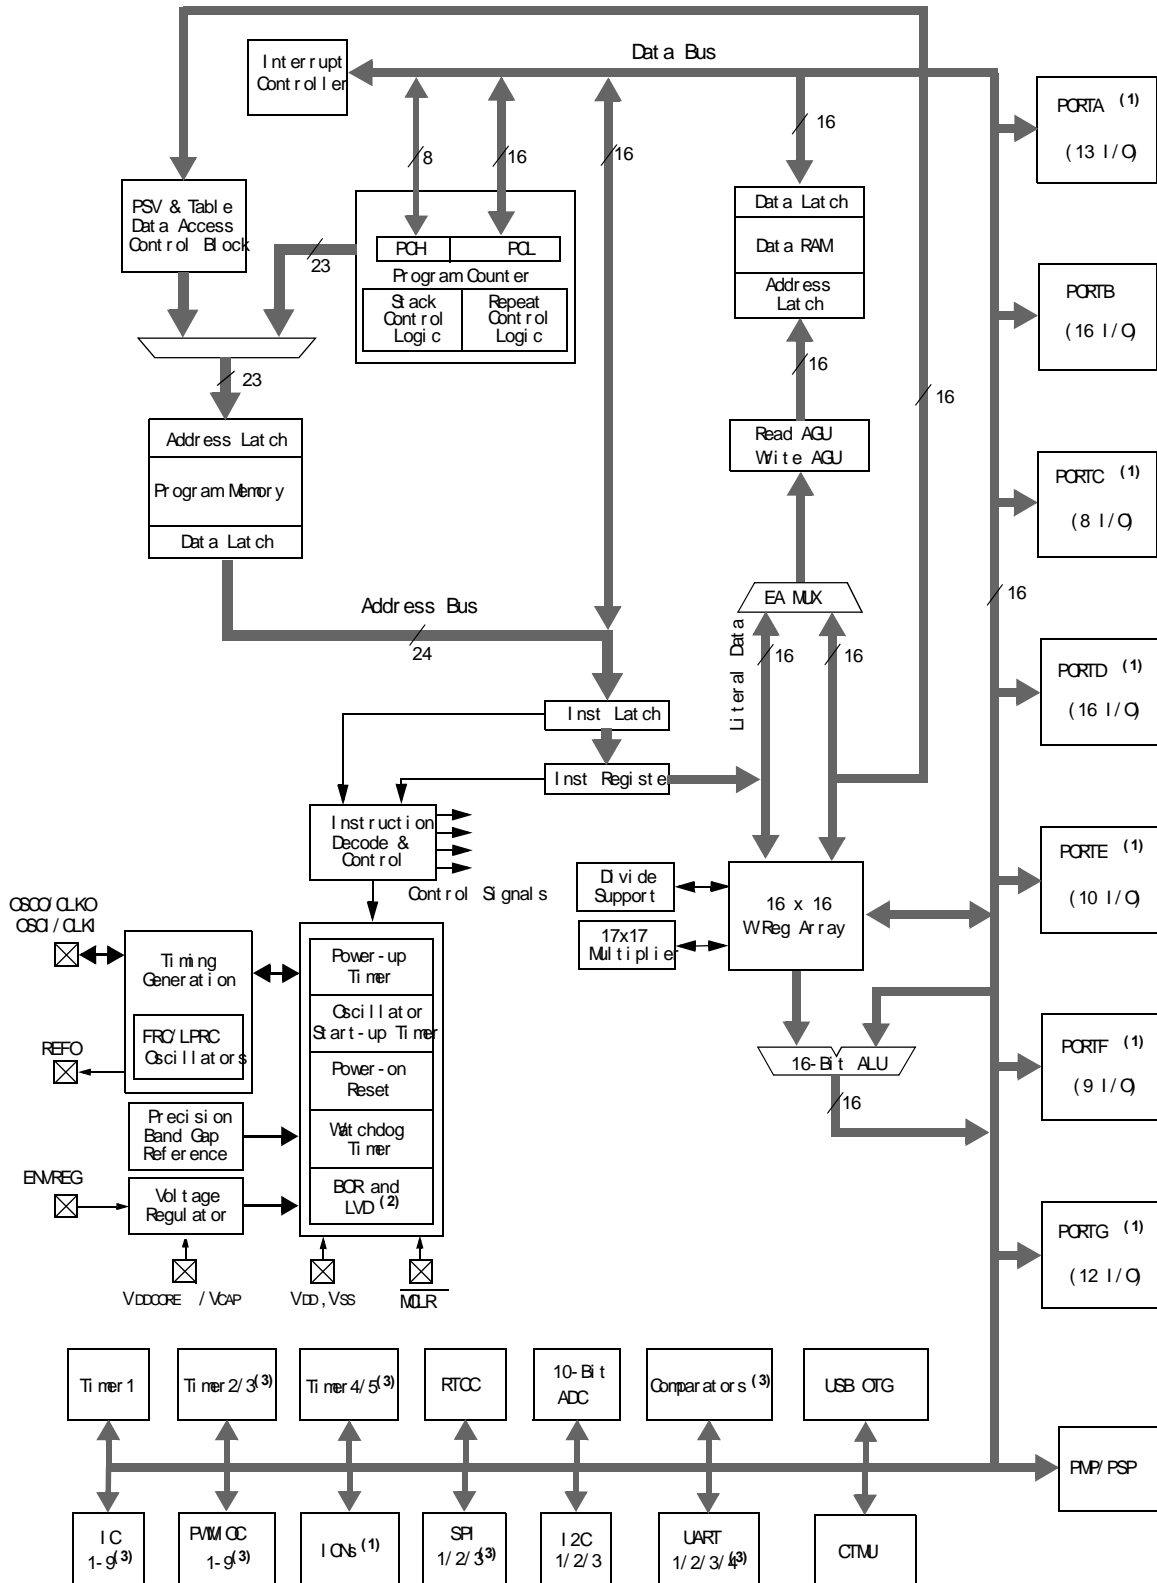 Data Bus
Interrupt
Controller
8
16
16
16
PORTA (1)
(13 I/O)
PSV & Table
Data Access
Control Block
23
PCH
PCL
Program Counter
Stack
Control
Logic
Repeat
Control
Logic
Data Latch
Data RAM
Address
Latch
PORTB
(16 I/O)
23
16
16
Address Latch
Program Memory
Data Latch
Read AGU
Write AGU
PORTC (1)
(8 I/O)
Address Bus
24
EA MUX
16
Literal Data
16
16
PORTD (1)
(16 I/O)
Inst Latch
Inst Register
Instruction
Decode &
Control
Control Signals
Divide
Support
17x17
Multiplier
16 x 16
W Reg Array
PORTE (1)
(10 I/O)
OSCO/CLKO
OSCI/CLKI
Timing
Generation
FRC/LPRC
Oscillators
REFO
Power-up
Timer
Oscillator
Start-up Timer
Power-on
Reset
Watchdog
Timer
BOR and
LVD (2)
16-Bit ALU
16
PORTF (1)
(9 I/O)
Precision
Band Gap
Reference
ENVREG
Voltage
Regulator
PORTG (1)
(12 I/O)
VDDCORE /VCAP
VDD, VSS
MCLR
Timer1
Timer2/3(3)
Timer4/5(3)
RTCC
10-Bit
ADC
Comparators(3)
USB OTG
PMP/PSP
IC
1-9(3)
PWM/OC
1-9(3)
ICNs(1)
SPI
1/2/3(3)
I2C
1/2/3
UART
1/2/3/4(3)
CTMU